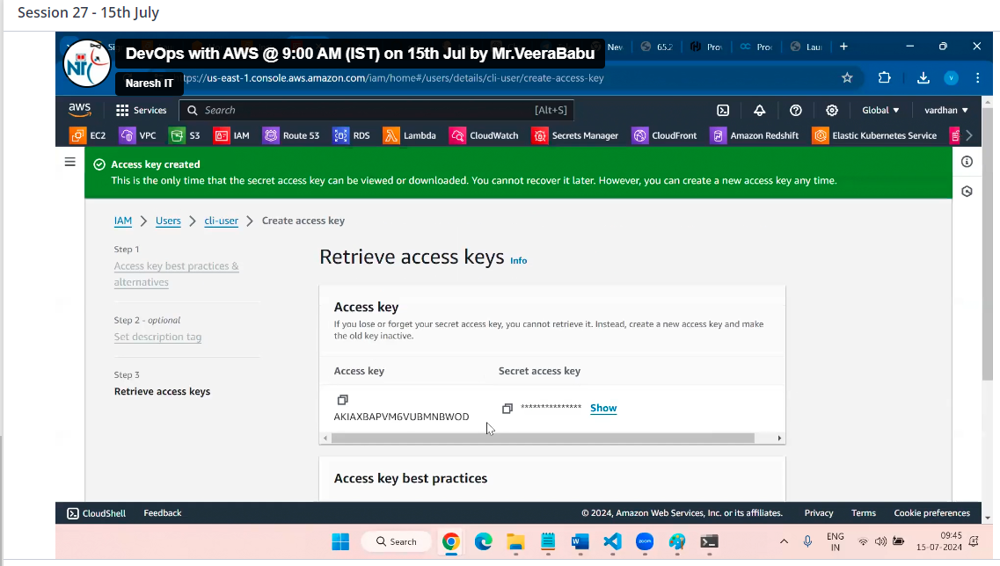 Session 27 - 15th July
DevOps with AWS @ 9:00 AM (IST) on 15th Jul by Mr.VeeraBabu
Naresh IT
New
65.2
Pro
Proc
Lau
ttps://us-east-1.console.aws.amazon.com/iam/home#/users/details/cli-user/create-access-key
aws
Services
Search
[Alt+S]
Global
vardhan
EC2
VPC
S3
IAM
Route 53
RDS
Lambda
CloudWatch
Secrets Manager
CloudFront
Amazon Redshift
Elastic Kubernetes Service
Access key created
This is the only time that the secret access key can be viewed or downloaded. You cannot recover it later. However, you can create a new access key any time.
IAM > Users > cli-user > Create access key
Step 1
Access key best practices &
alternatives
Step 2 - optional
Set description tag
Step 3
Retrieve access keys
Retrieve access keys Info
Access key
If you lose or forget your secret access key, you cannot retrieve it. Instead, create a new access key and make
the old key inactive.
Access key
Secret access key
AKIAXBAPVM6VUBMNBWOD
*************** Show
Access key best practices
CloudShell
Feedback
© 2024, Amazon Web Services, Inc. or its affiliates.
Privacy
Terms
Cookie preferences
Search
zoom
ENG
IN
09:45
15-07-2024